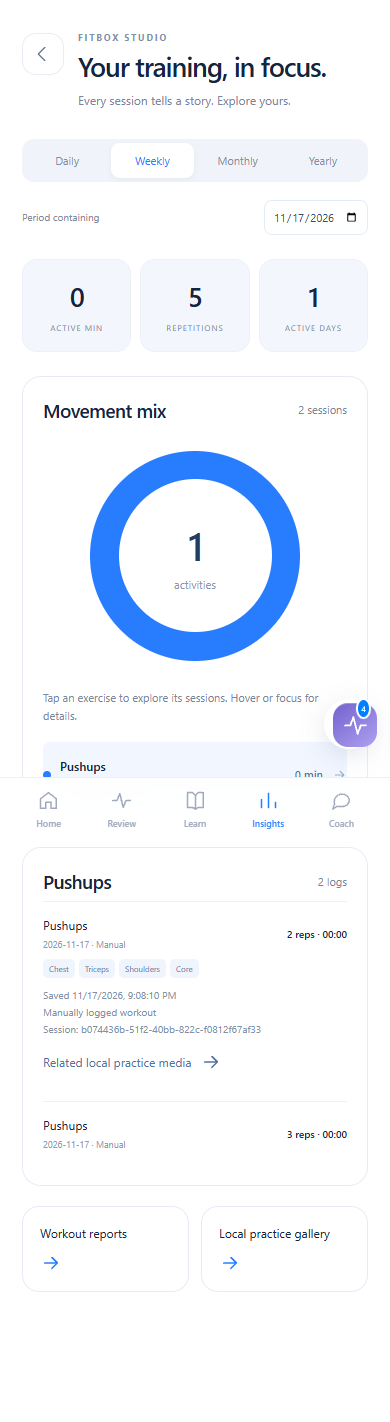 FITBOX STUDIO
Your training, in focus.
Every session tells a story. Explore yours.
Daily
Weekly
Monthly
Yearly
Period containing
11/17/2026
0
ACTIVE MIN
5
REPETITIONS
1
ACTIVE DAYS
Movement mix
2 sessions
1
activities
Tap an exercise to explore its sessions. Hover or focus for
details.
4
Pushups
0 min
Home
Review
Learn
Insights
Coach
Pushups
2 logs
Pushups
2026-11-17 · Manual
2 reps · 00:00
Chest
Triceps
Shoulders
Core
Saved 11/17/2026, 9:08:10 PM
Manually logged workout
Session: b074436b-51f2-40bb-822c-f0812f67af33
Related local practice media
Pushups
2026-11-17 · Manual
3 reps · 00:00
Workout reports
Local practice gallery